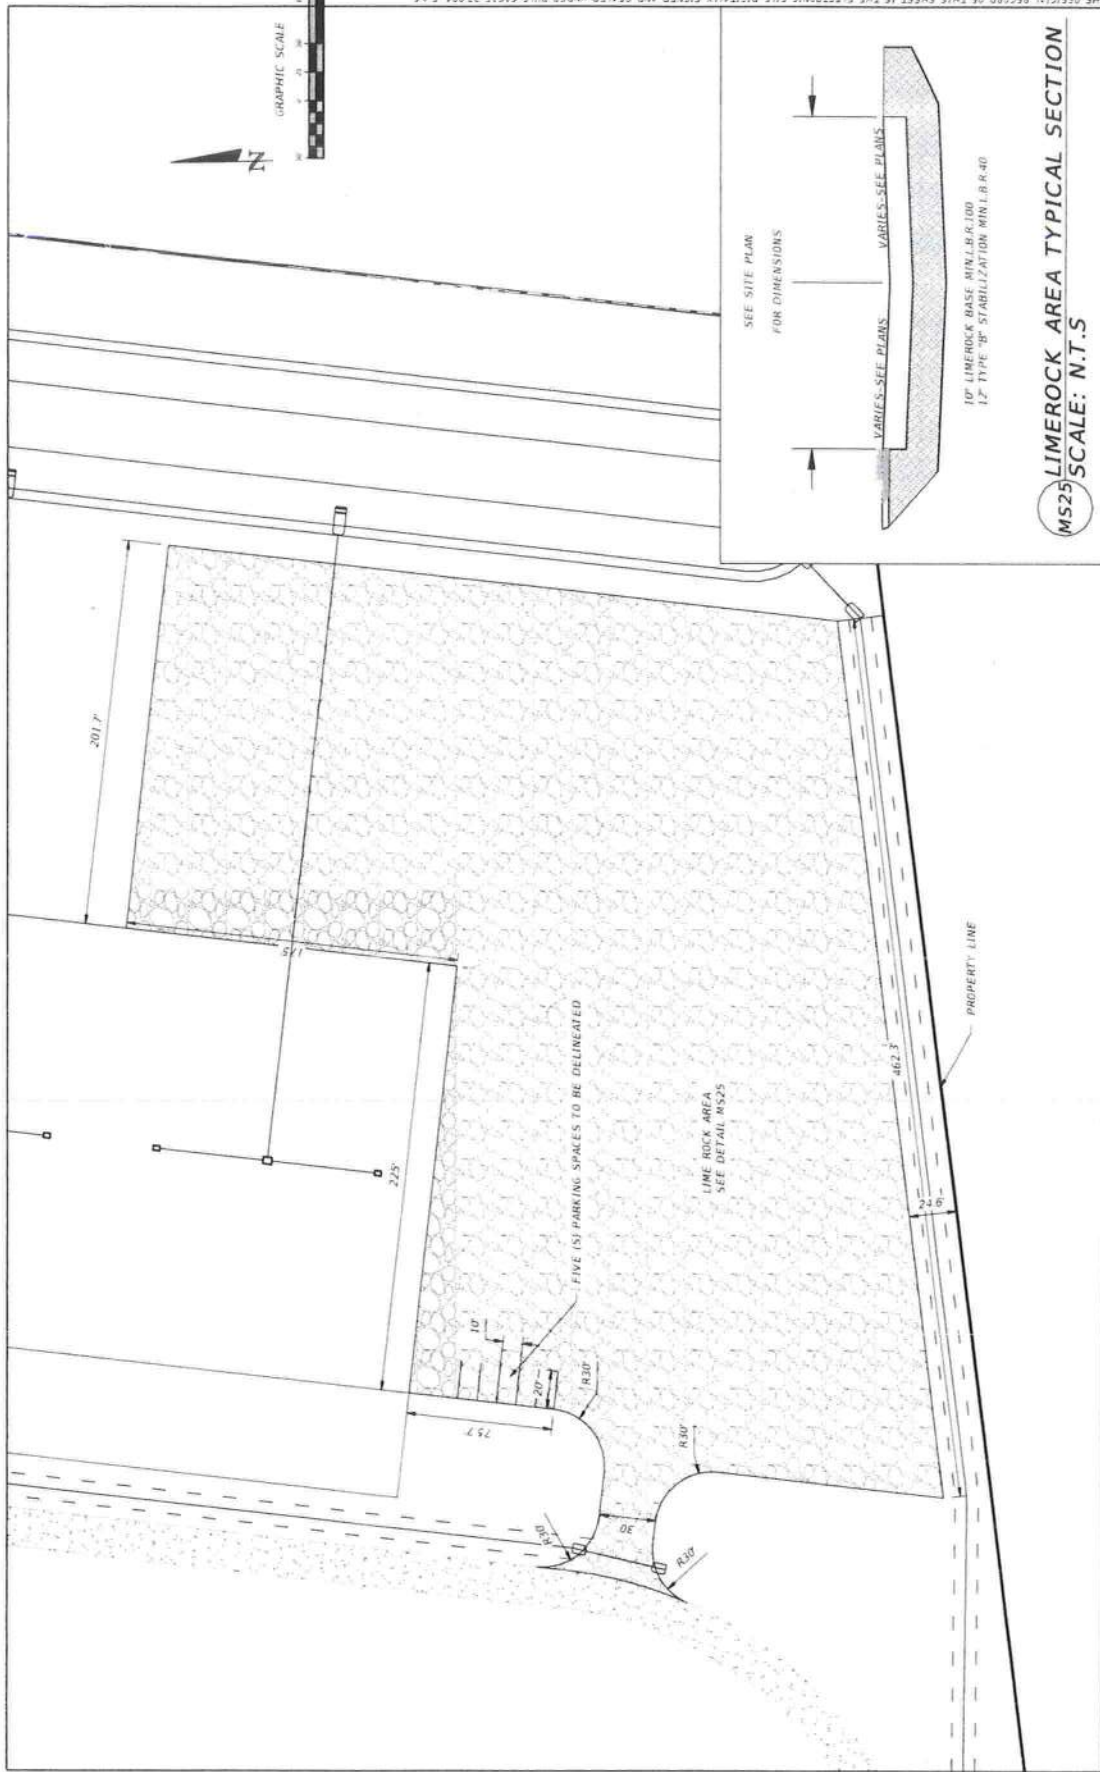 GRAPHIC SCALE
N
201.7'
175'
225'
FIVE (5) PARKING SPACES TO BE DELINEATED
10'
20'
75.7'
R30'
R30'
R30'
R30'
30'
LIME ROCK AREA
SEE DETAIL MS25
462.3'
24.6'
PROPERTY LINE
SEE SITE PLAN
FOR DIMENSIONS
VARIES-SEE PLANS
VARIES-SEE PLANS
10" LIMEROCK BASE MIN.L.B.R.100
12" TYPE "B" STABILIZATION MIN L.B.R.40
MS25
LIMEROCK AREA TYPICAL SECTION
SCALE: N.T.S